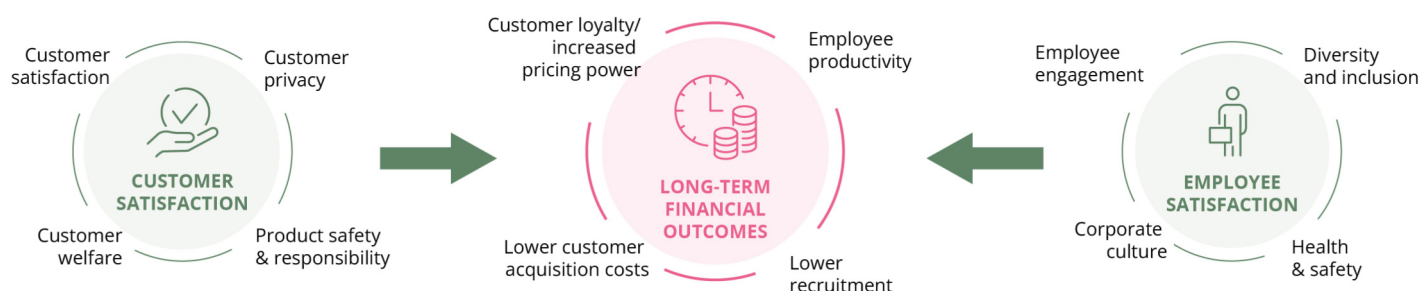 Customer
satisfaction
Customer
privacy
CUSTOMER
SATISFACTION
Customer
welfare
Product safety
& responsibility
Customer loyalty/
increased
pricing power
Employee
productivity
LONG-TERM
FINANCIAL
OUTCOMES
Lower customer
acquisition costs
Lower
recruitment
Employee
engagement
Diversity
and inclusion
EMPLOYEE
SATISFACTION
Corporate
culture
Health
& safety